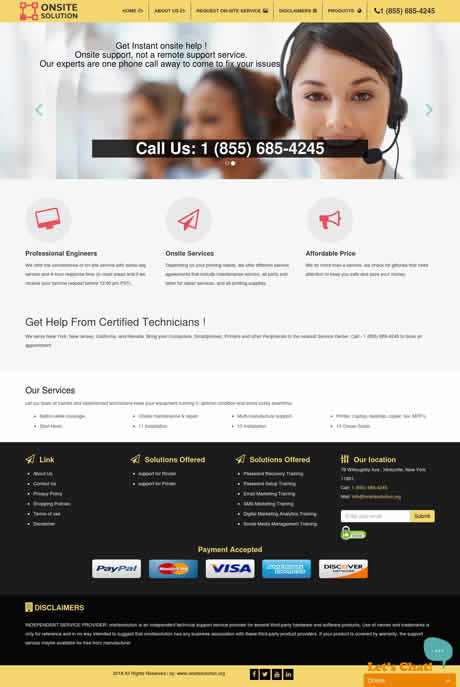 ONSITE
SOLUTION
HOME
ABOUT US
REQUEST ON-SITE SERVICE
DISCLAIMERS
PRODUCTS
1 (855) 685-4245
Get Instant onsite help !
Onsite support, not a remote support service.
Our experts are one phone call away to come to fix your issues
Call Us: 1 (855) 685-4245
Professional Engineers
Onsite Services
Affordable Price
We offer the convenience of on-site service with same-day
service and 4-hour response time (in most areas and if we
receive your service request before 12:00 pm PST).
Depending on your printing needs, we offer different service
agreements that include maintenance service, all parts and
labor for repair services, and all printing supplies.
We do more than e-service, we check for glitches that need
attention to keep you safe and save your money.
Get Help From Certified Technicians !
We serve New York, New Jersey, California, and Nevada. Bring your Computers, Smartphones, Printers and other Peripherals to the nearest Service Center. Call:- 1 (855) 685-4245 to book an
appointment
Our Services
Let our team of trained and experienced technicians keep your equipment running in optimal condition and avoid costly downtime.
Nation-wide coverage.
Onsite maintenance & repair.
Multi-manufacture support.
Printer, laptop, desktop, copier, fax, MFP's
11 Installation
10 Installation
Link
About Us
Contact Us
Privacy Policy
Shopping Policies
Terms of use
Disclaimer
Solutions Offered
support for Router
support for Printer
Solutions Offered
Password Recovery Training
Password Setup Training
Email Marketing Training
SMS Marketing Training
Digital Marketing Analytics Training
Social Media Management Training
Our location
78 Willoughby Ave , Hicksville, New York
11801.
Call: 1 (855) 685-4245
Mail: info@onsitesolution.org
Enter your email
Submit
Payment Accepted
PayPal
MasterCard
VISA
AMERICAN EXPRESS
DISCOVER
NETWORK
DISCLAIMERS
INDEPENDENT SERVICE PROVIDER: onsitesolution is an independent technical support service provider for several third-party hardware and software products. Use of names and trademarks is
only for reference and in no way intended to suggest that onsitesolution has any business association with these third-party product providers. If your product is covered by warranty, the support
service maybe available for free from manufacturer
2018 All Rights Reserved | by: www.onsitesolution.org
Let's Chat!
Online